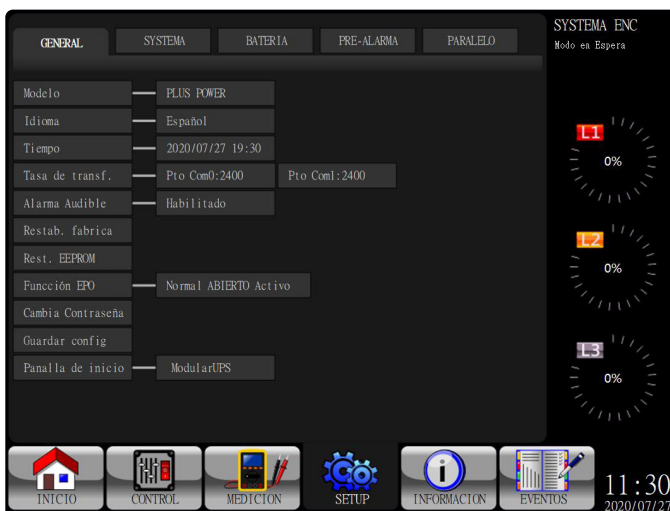 SYSTEMA ENC
Modo en Espera
GENERAL
SYSTEMA
BATERIA
PRE-ALARMA
PARALELO
Modelo
PLUS POWER
Idioma
Español
Tiempo
2020/07/27 19:30
Tasa de transf.
Pto Com0:2400
Pto Com1:2400
Alarma Audible
Habilitado
Restab. fabrica
Rest. EEPROM
Funcción EPO
Normal ABIERTO Activo
Cambia Contraseña
Guardar config
Panalla de inicio
ModularUPS
L1
0%
L2
0%
L3
0%
INICIO
CONTROL
MEDICION
SETUP
INFORMACION
EVENTOS
11:30
2020/07/27